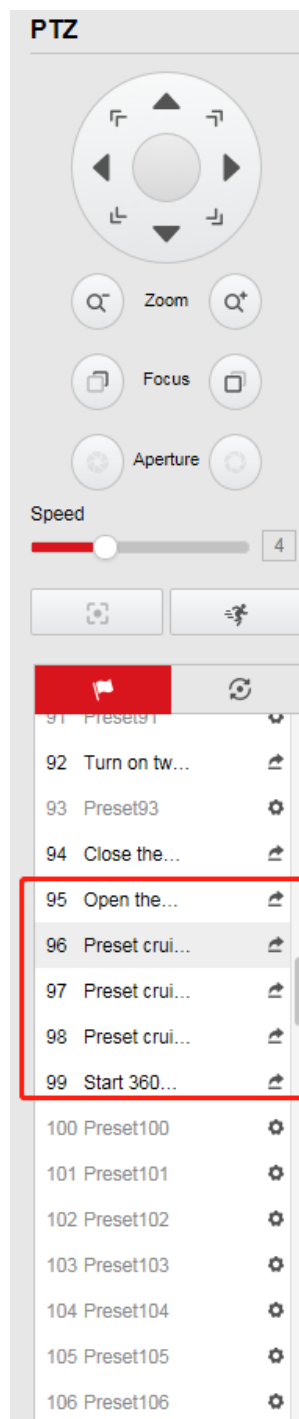 PTZ
Zoom
Focus
Aperture
Speed
4
91 Preset91
92 Turn on tw...
93 Preset93
94 Close the...
95 Open the...
96 Preset crui...
97 Preset crui...
98 Preset crui...
99 Start 360...
100 Preset100
101 Preset101
102 Preset102
103 Preset103
104 Preset104
105 Preset105
106 Preset106